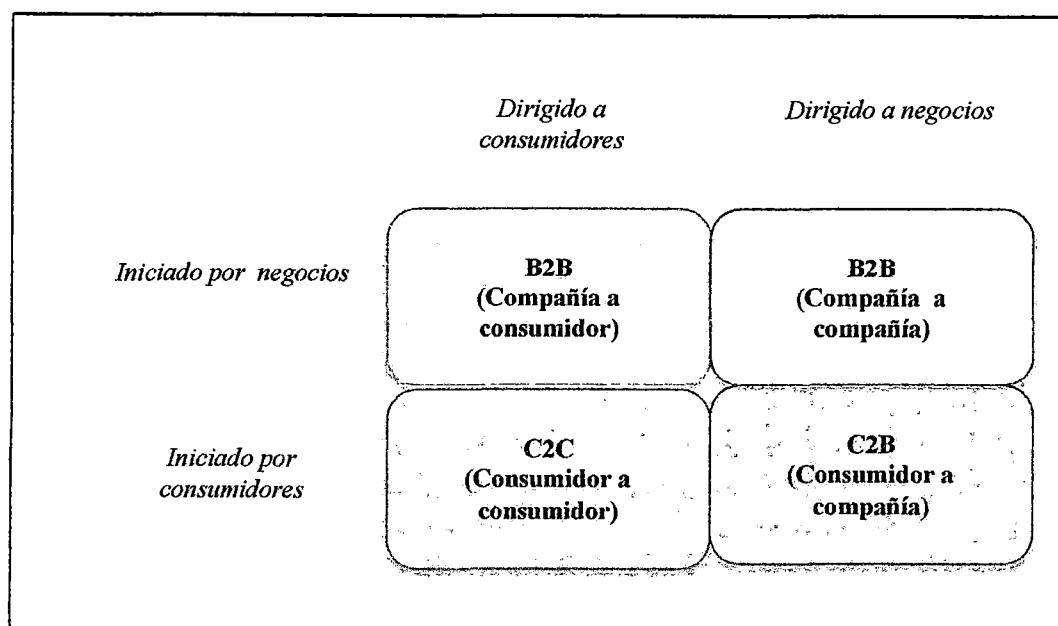 Dirigido a
consumidores
Dirigido a negocios
Iniciado por negocios
B2B
(Compañía a
consumidor)
B2B
(Compañía a
compañía)
Iniciado por
consumidores
C2C
(Consumidor a
consumidor)
C2B
(Consumidor a
compañía)